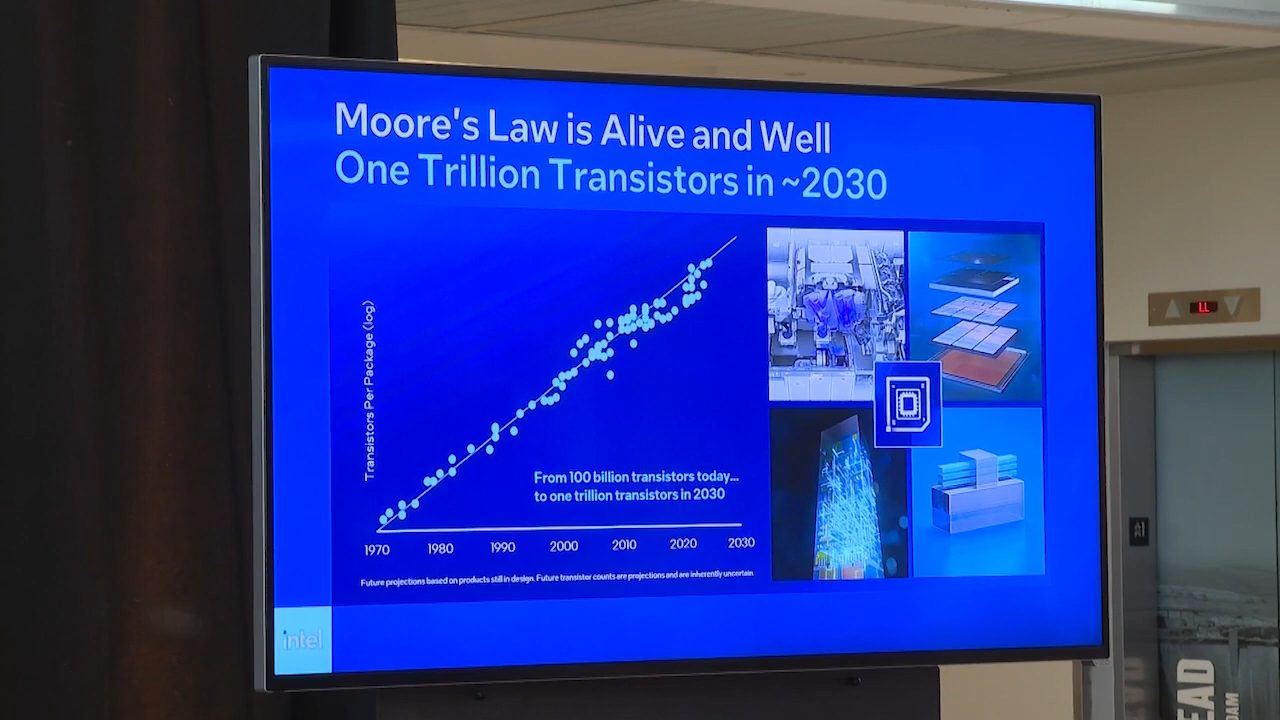 Moore's Law is Alive and Well
One Trillion Transistors in ~2030
Transistors Per Package (log)
From 100 billion transistors today...
to one trillion transistors in 2030
1970 1980 1990 2000 2010 2020 2030
Future projections based on products still in design. Future transistor counts are projections and are inherently uncertain
intel
LL
EAD
AM